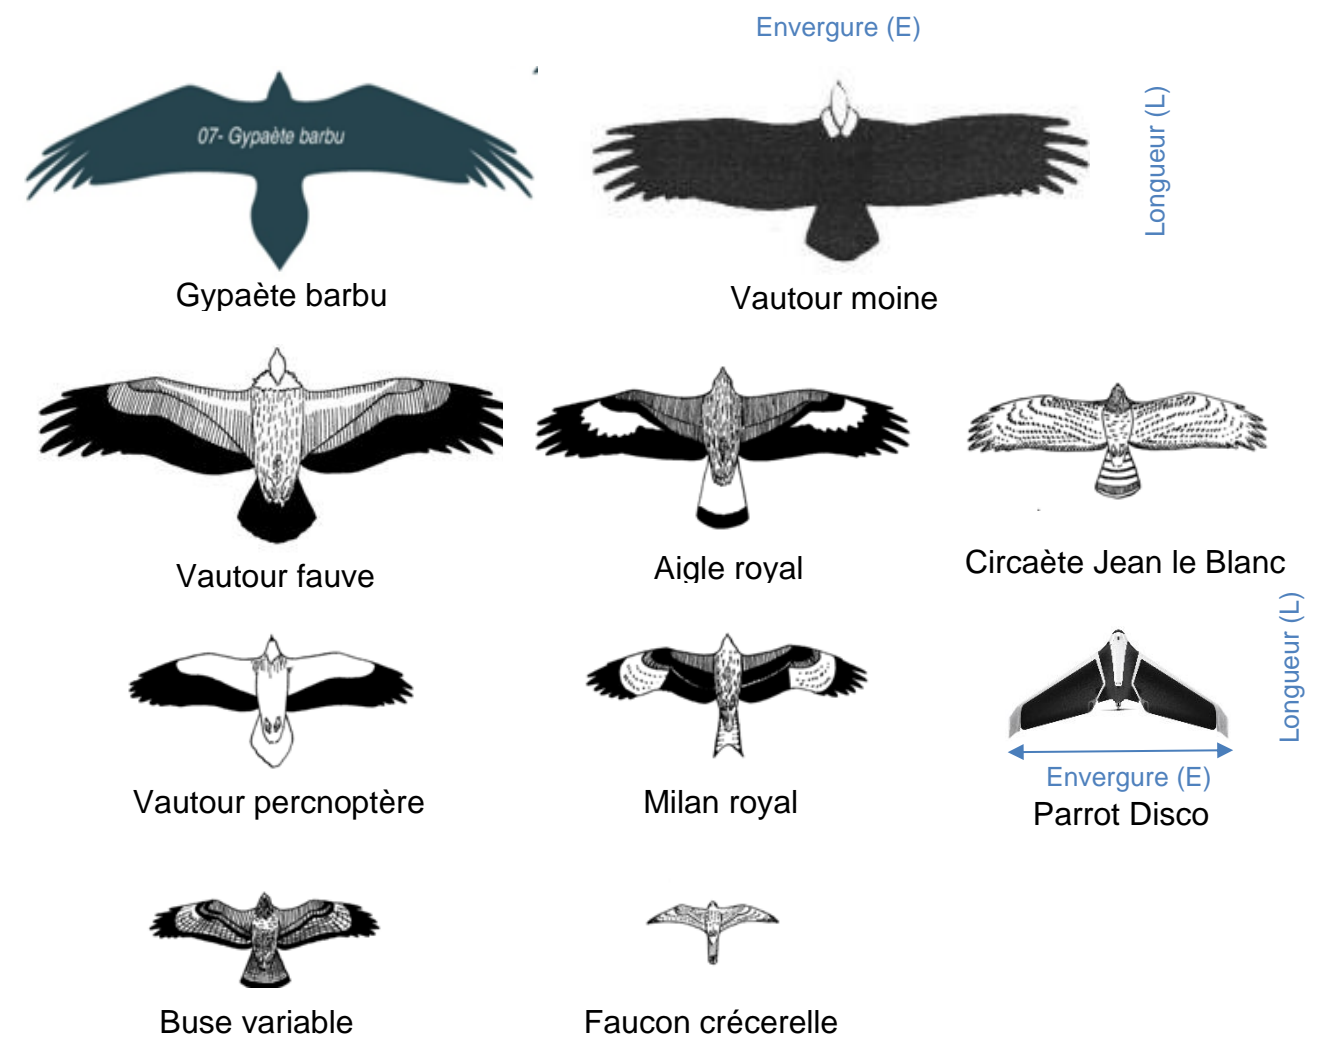 Envergure (E)
Longueur (L)
07- Gypaète barbu
Gypaète barbu
Vautour moine
Vautour fauve
Aigle royal
Circaète Jean le Blanc
Longueur (L)
Envergure (E)
Vautour percnoptère
Milan royal
Parrot Disco
Buse variable
Faucon crécerelle